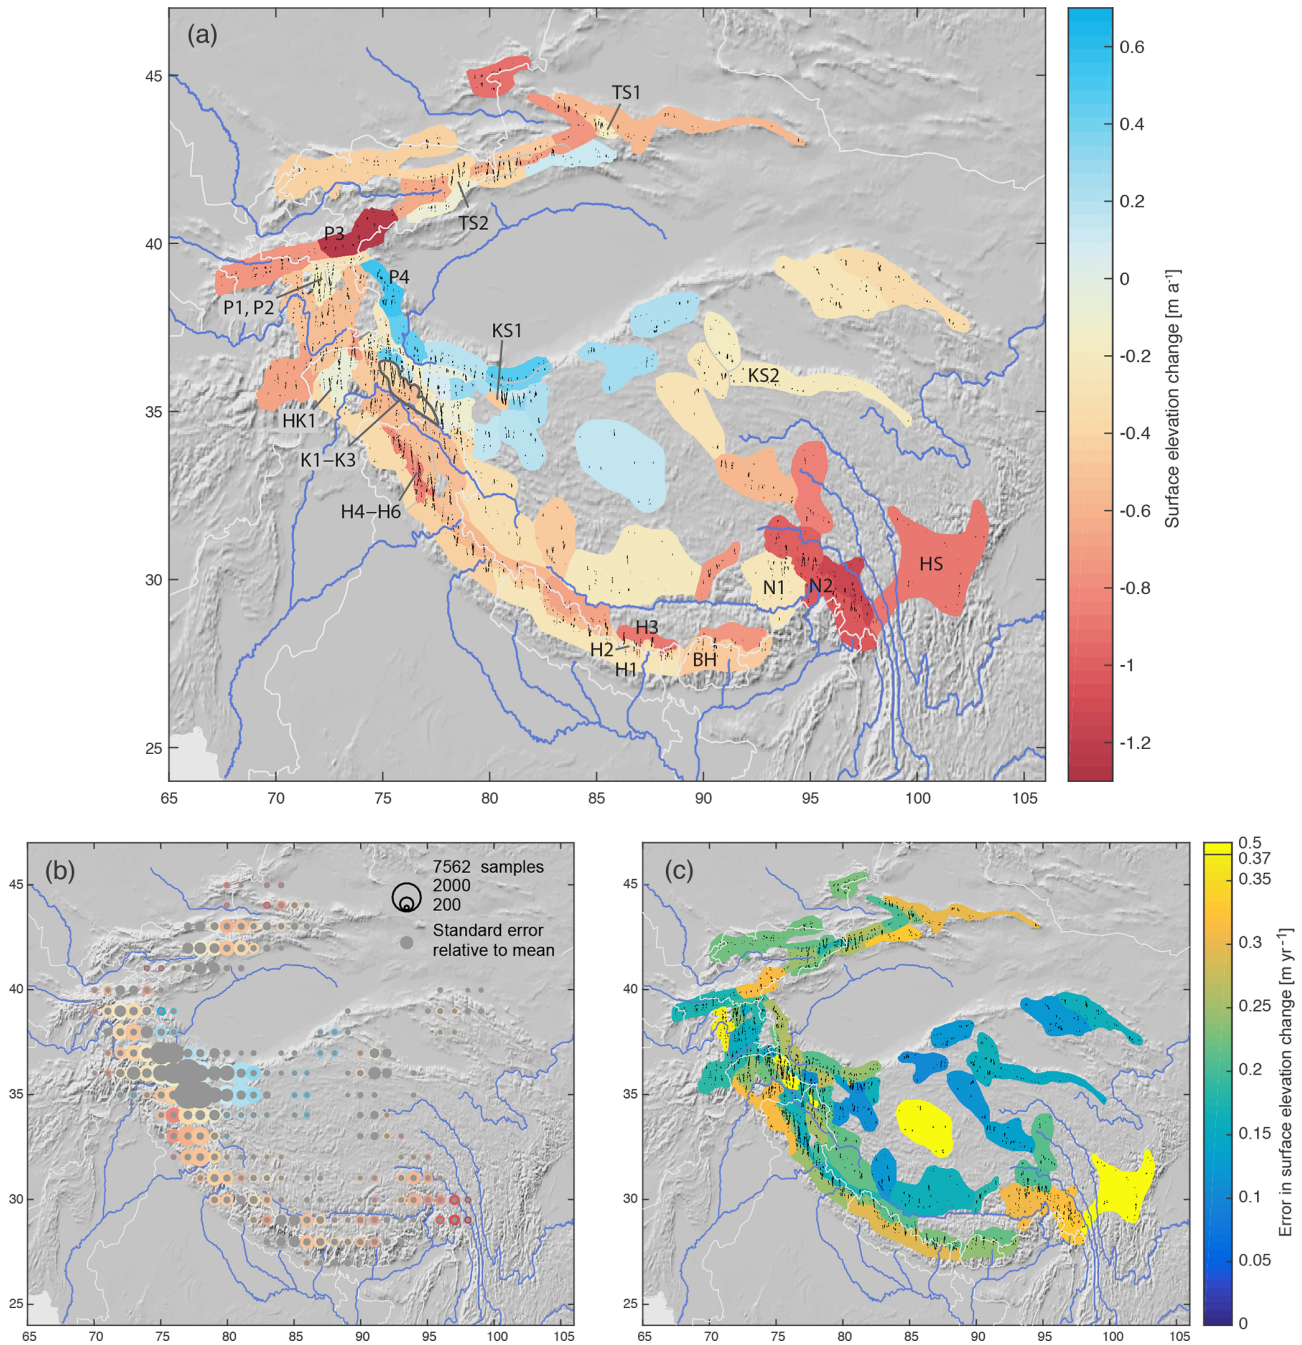 (a)
45
40
35
30
25
65
70
75
80
85
90
95
100
105
TS1
TS2
P3
P4
P1, P2
KS1
KS2
HK1
K1–K3
H4–H6
HS
N1
N2
H3
H2
H1
BH
0.6
0.4
0.2
0
-0.2
-0.4
-0.6
-0.8
-1
-1.2
Surface elevation change [m a⁻¹]
(b)
7562 samples
2000
200
Standard error
relative to mean
45
40
35
30
25
65
70
75
80
85
90
95
100
105
(c)
45
40
35
30
25
65
70
75
80
85
90
95
100
105
0.5
0.37
0.35
0.3
0.25
0.2
0.15
0.1
0.05
0
Error in surface elevation change [m yr⁻¹]